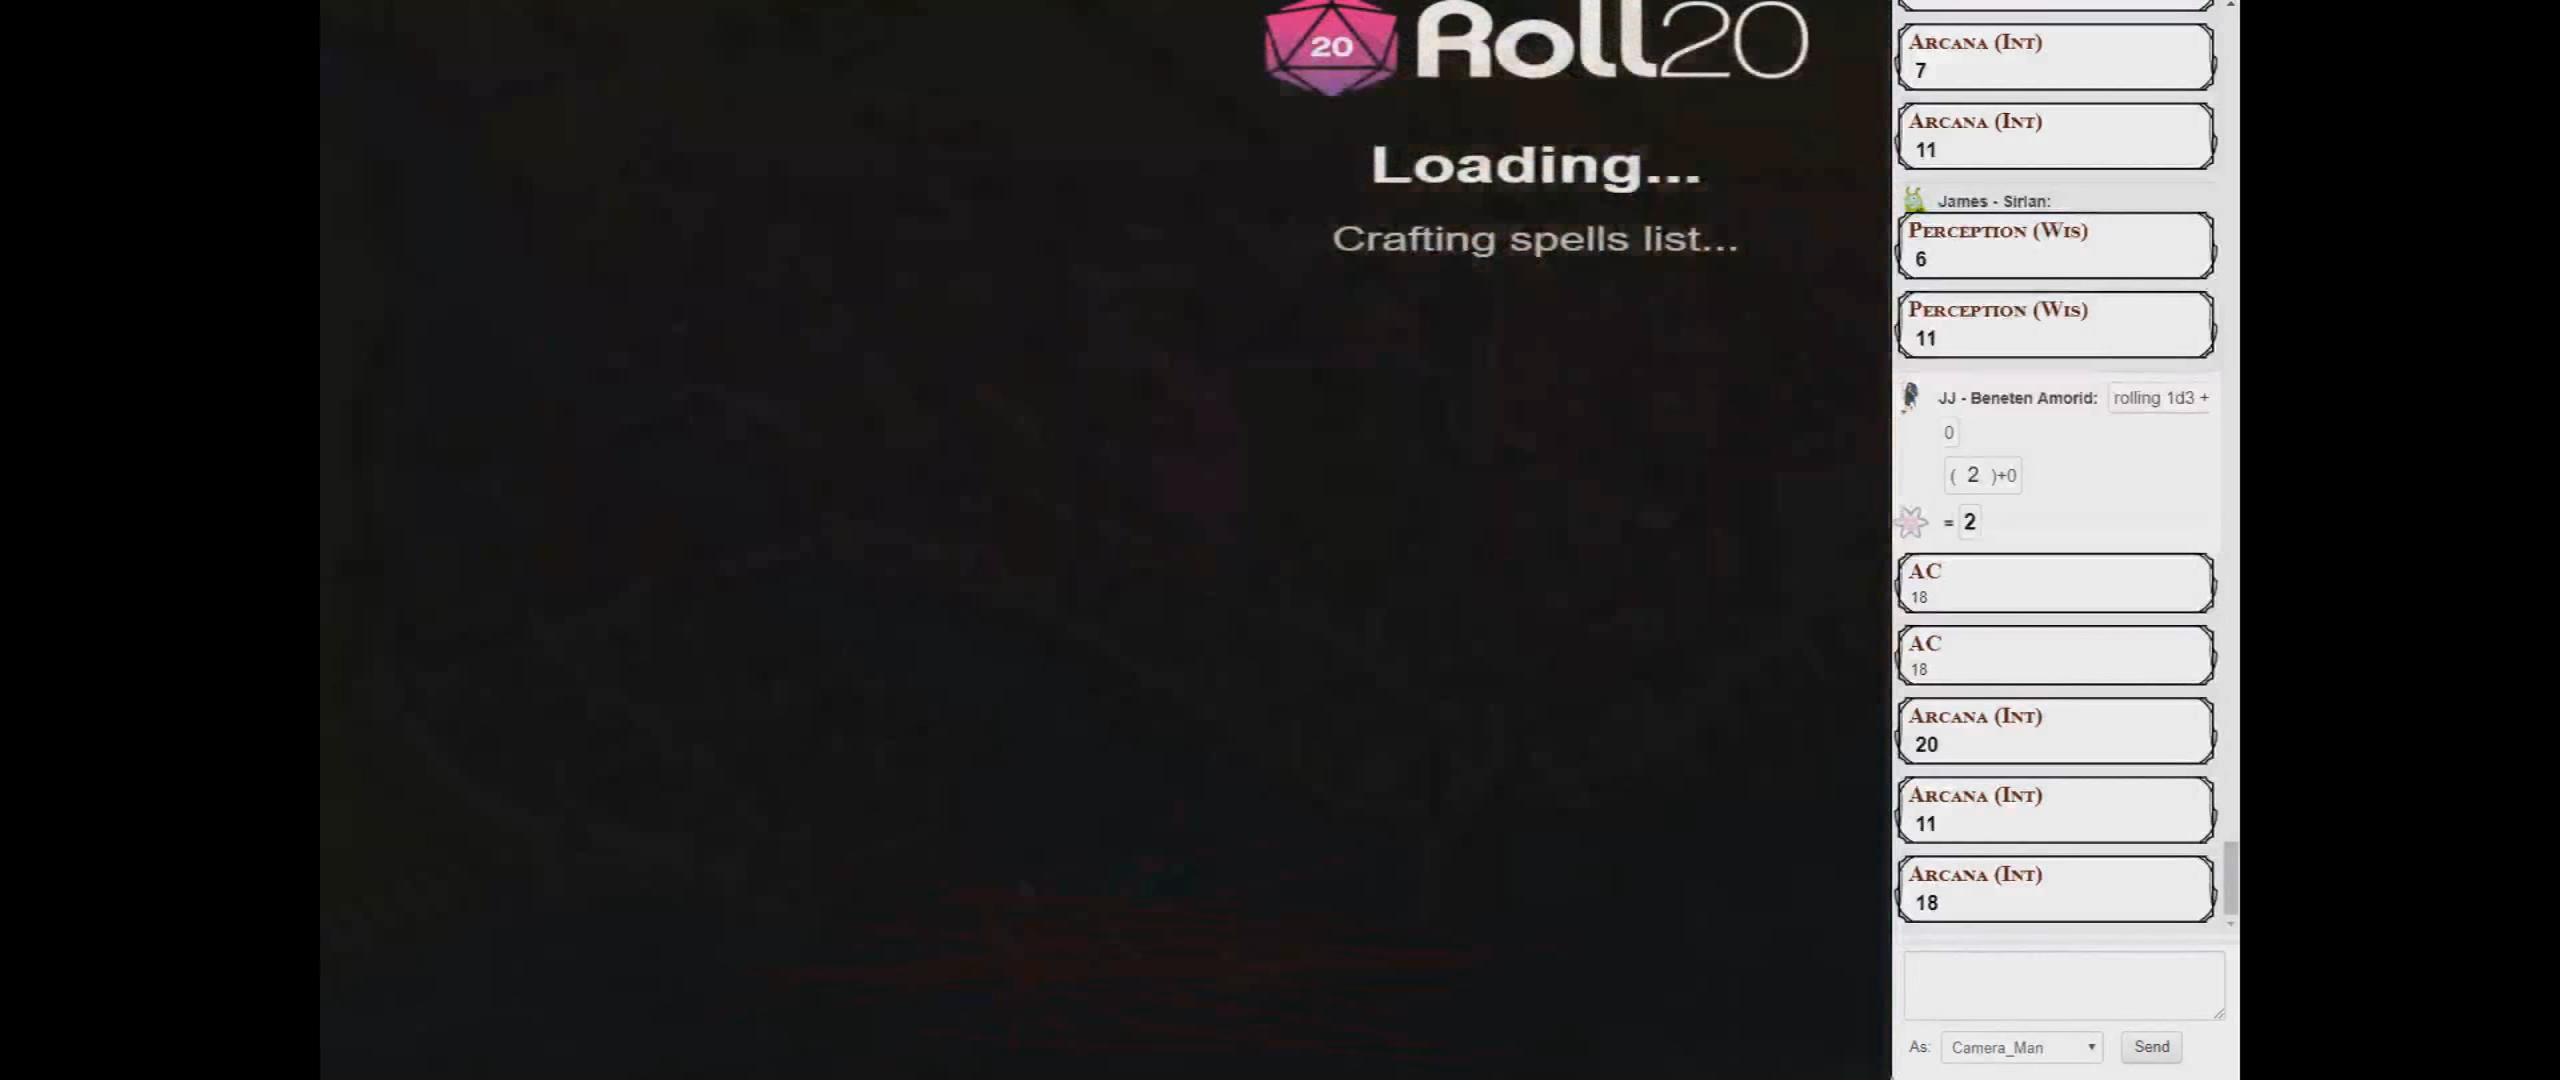 20 Roll20
Loading...
Crafting spells list...
ARCANA (INT)
7
ARCANA (INT)
11
James - Sirian:
PERCEPTION (WIS)
6
PERCEPTION (WIS)
11
JJ - Beneten Amorid: rolling 1d3 +
0
( 2 )+0
= 2
AC
18
AC
18
ARCANA (INT)
20
ARCANA (INT)
11
ARCANA (INT)
18
As: Camera_Man Send